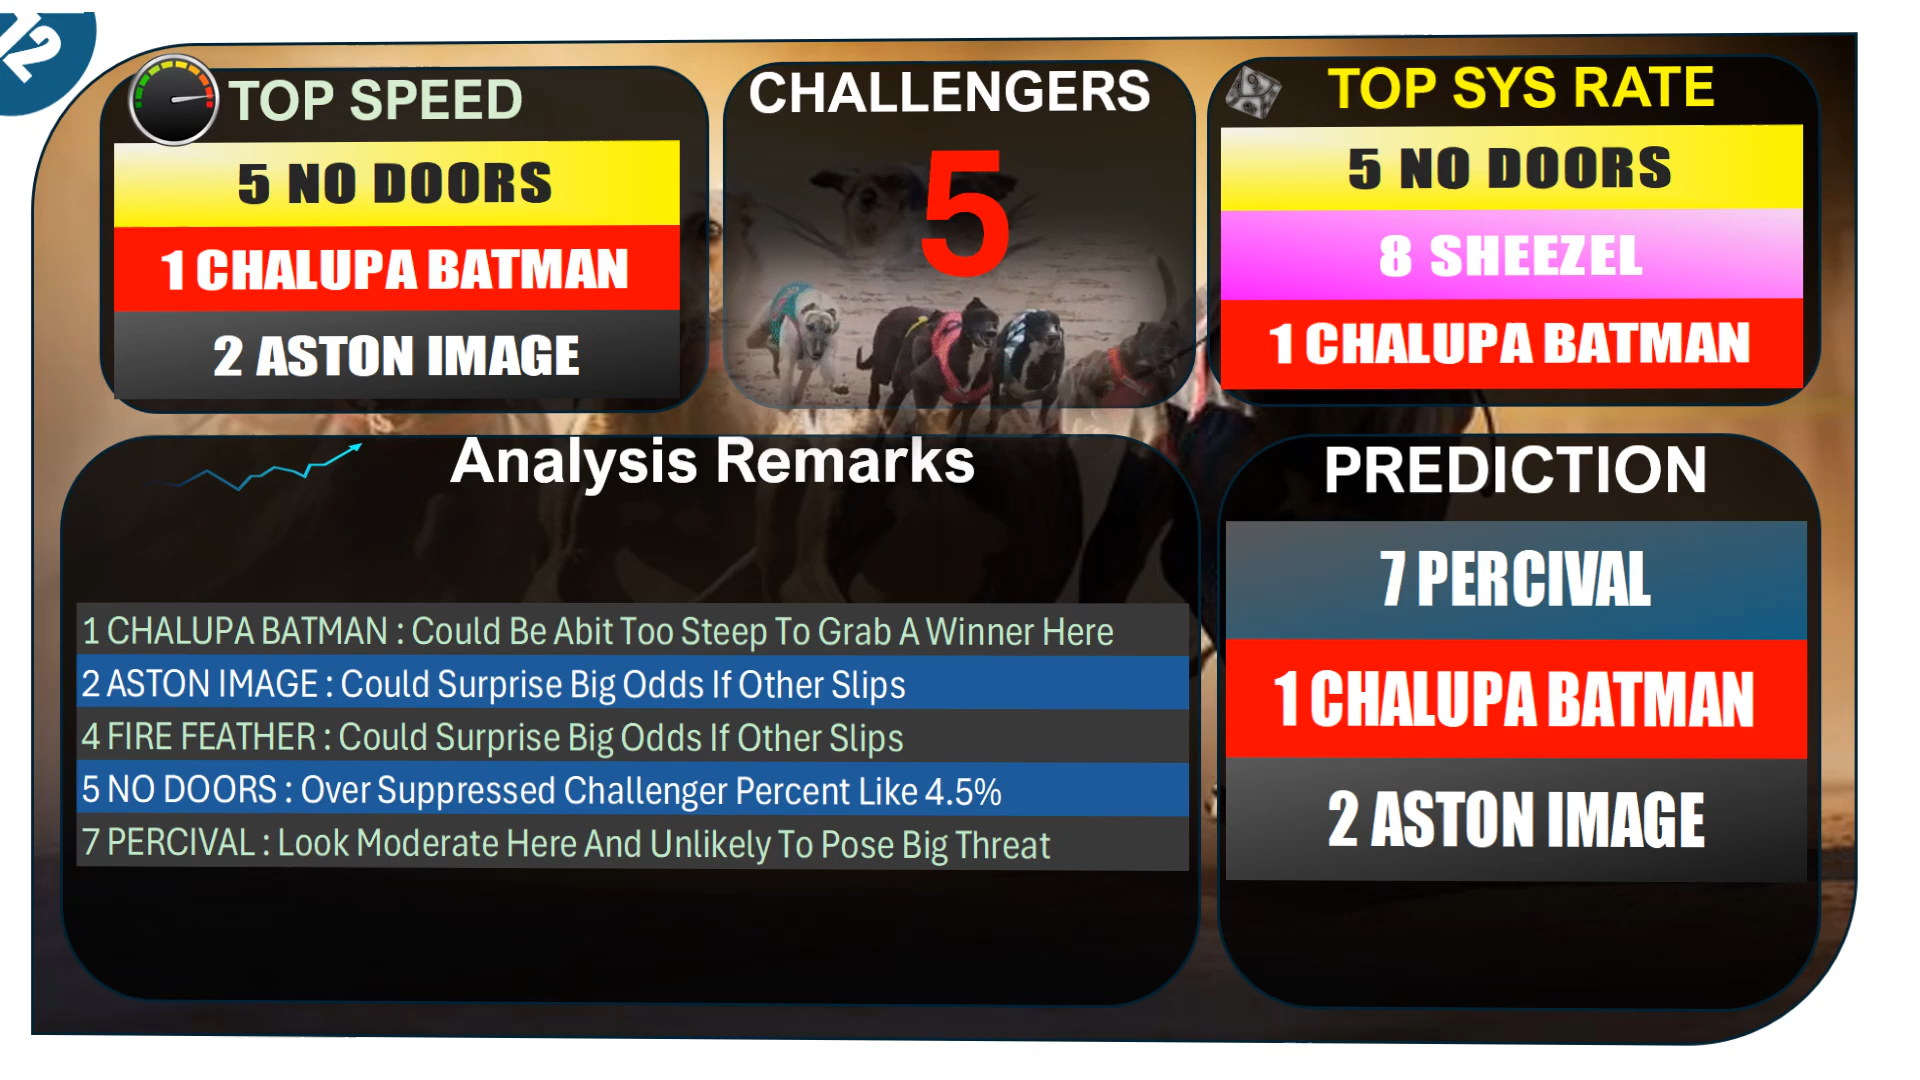 TOP SPEED
5 NO DOORS
1 CHALUPA BATMAN
2 ASTON IMAGE
CHALLENGERS
5
TOP SYS RATE
5 NO DOORS
8 SHEEZEL
1 CHALUPA BATMAN
Analysis Remarks
1 CHALUPA BATMAN : Could Be Abit Too Steep To Grab A Winner Here
2 ASTON IMAGE : Could Surprise Big Odds If Other Slips
4 FIRE FEATHER : Could Surprise Big Odds If Other Slips
5 NO DOORS : Over Suppressed Challenger Percent Like 4.5%
7 PERCIVAL : Look Moderate Here And Unlikely To Pose Big Threat
PREDICTION
7 PERCIVAL
1 CHALUPA BATMAN
2 ASTON IMAGE